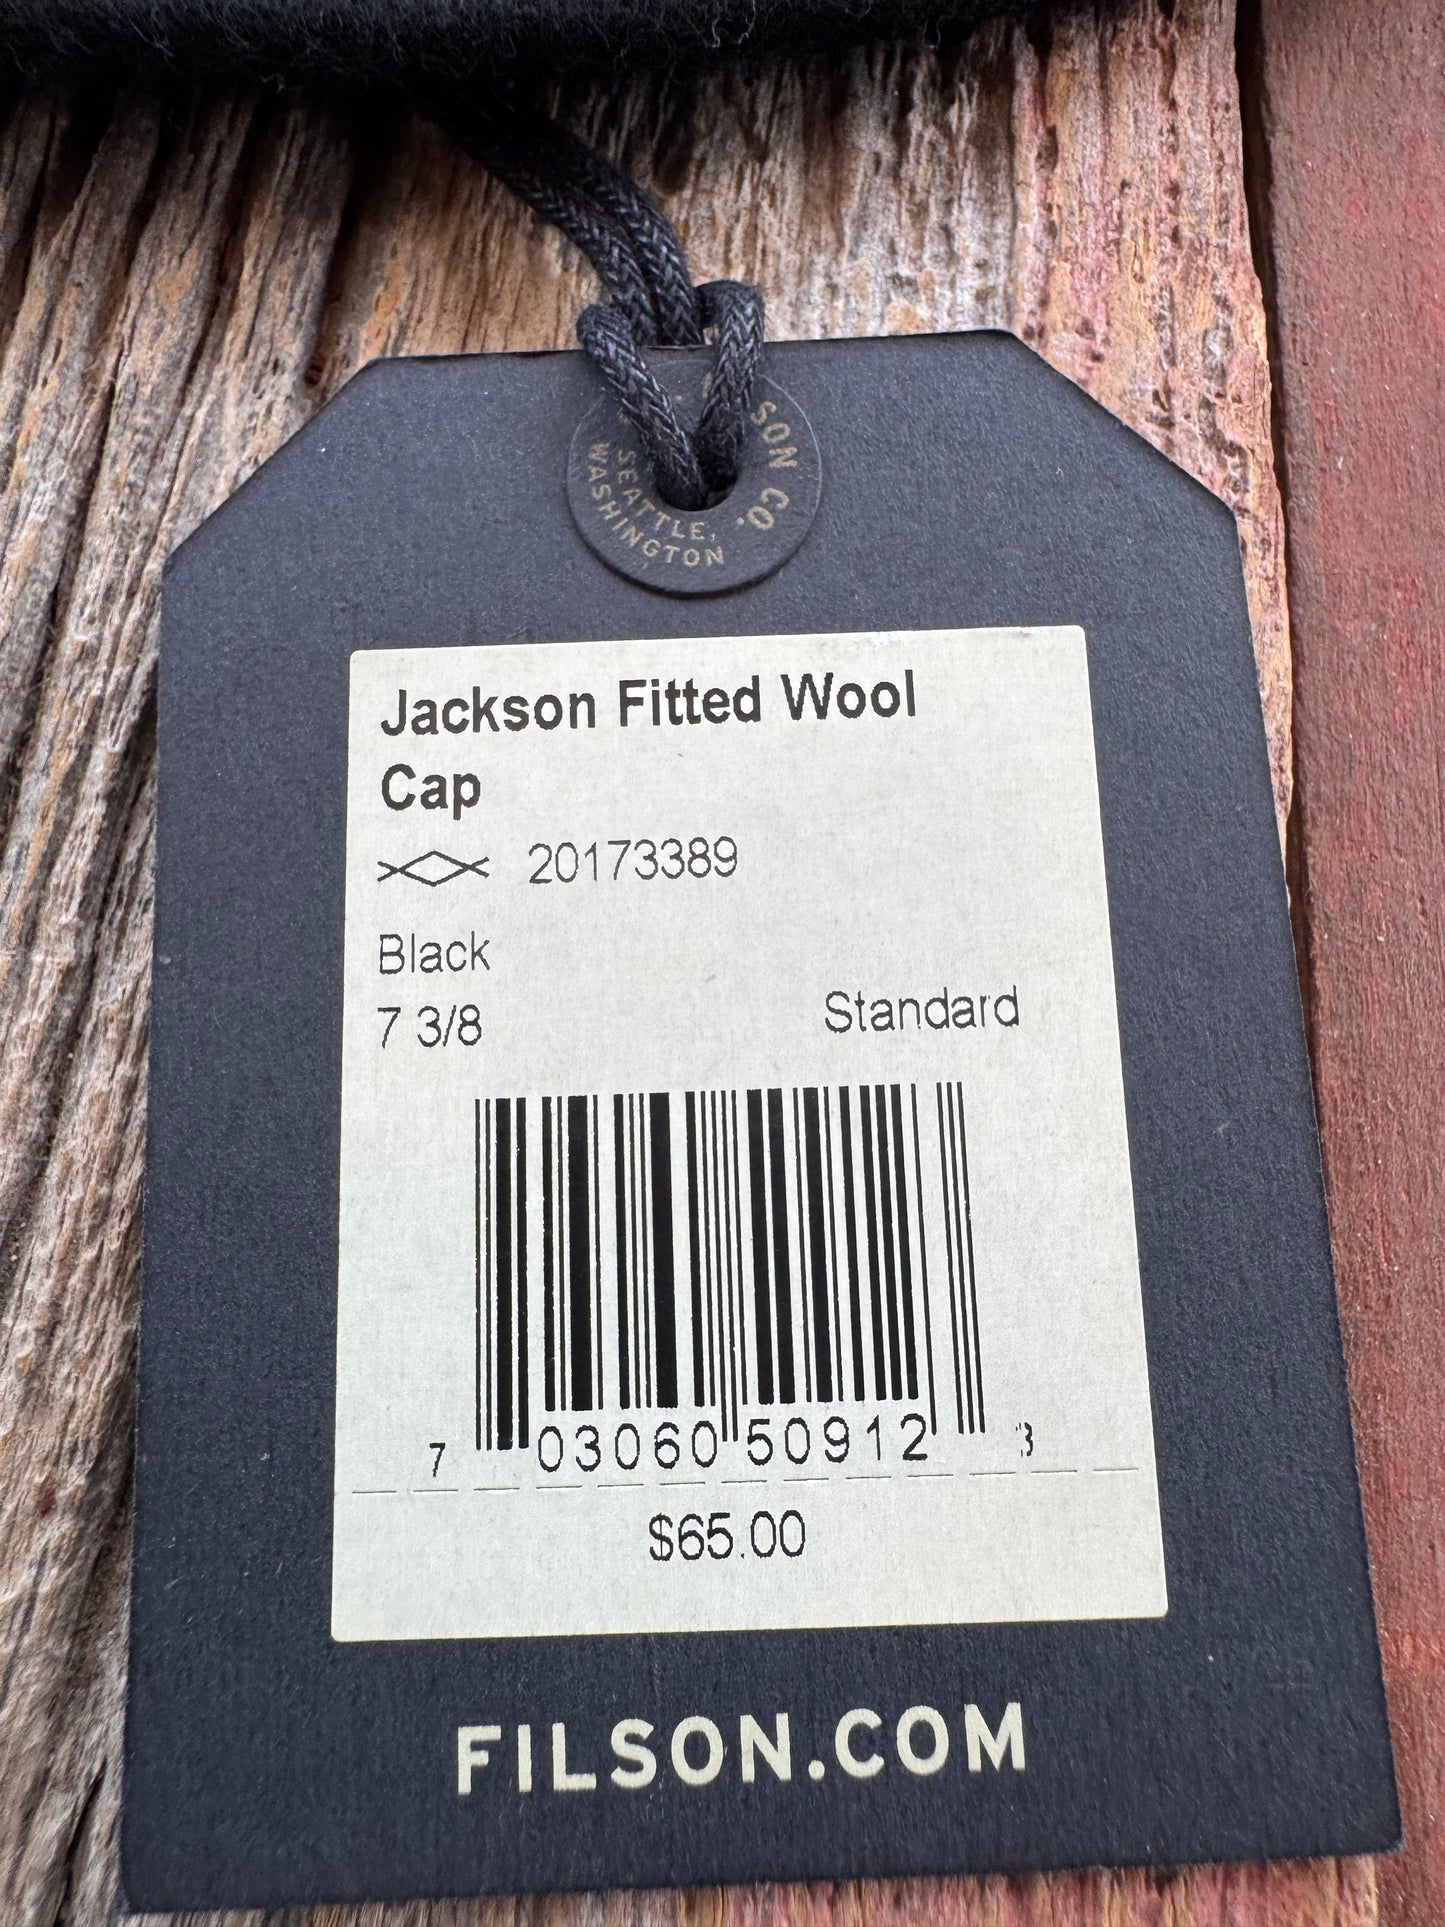 SON CO.
SEATTLE,
WASHINGTON
Jackson Fitted Wool
Cap
20173389
Black
7 3/8 Standard
7 03060 50912 3
$65.00
FILSON.COM